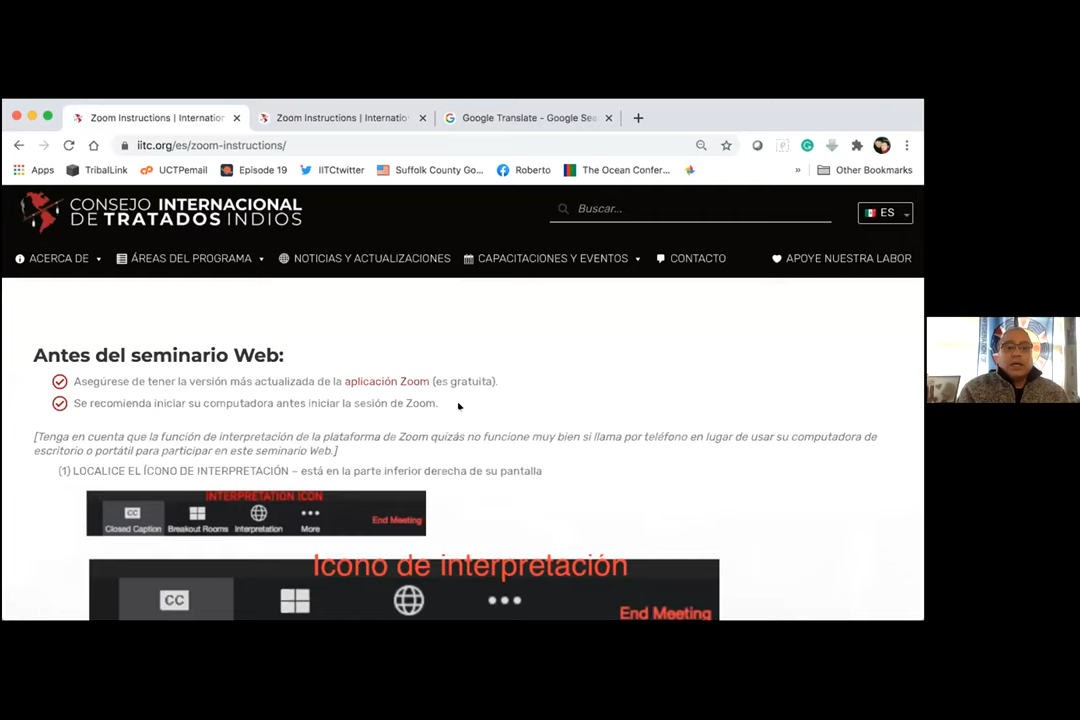 Zoom Instructions | Internation
Zoom Instructions | Internatio
Google Translate - Google Sea
iitc.org/es/zoom-instructions/
Apps
TribalLink
UCTPemail
Episode 19
IITCtwitter
Suffolk County Go...
Roberto
The Ocean Confer...
»
Other Bookmarks
CONSEJO INTERNACIONAL
DE TRATADOS INDIOS
Buscar...
ES
ACERCA DE
ÁREAS DEL PROGRAMA
NOTICIAS Y ACTUALIZACIONES
CAPACITACIONES Y EVENTOS
CONTACTO
APOYE NUESTRA LABOR
Antes del seminario Web:
Asegúrese de tener la versión más actualizada de la aplicación Zoom (es gratuita).
Se recomienda iniciar su computadora antes iniciar la sesión de Zoom.
[Tenga en cuenta que la función de interpretación de la plataforma de Zoom quizás no funcione muy bien si llama por teléfono en lugar de usar su computadora de
escritorio o portátil para participar en este seminario Web.]
(1) LOCALICE EL ÍCONO DE INTERPRETACIÓN – está en la parte inferior derecha de su pantalla
INTERPRETATION ICON
CC
Closed Caption
Breakout Rooms
Interpretation
More
End Meeting
Icono de interpretación
CC
End Meeting